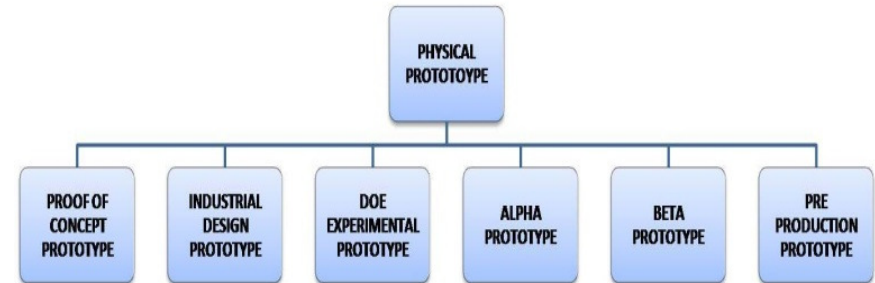 PHYSICAL
PROTOTOYPE
PROOF OF
CONCEPT
PROTOTYPE
INDUSTRIAL
DESIGN
PROTOTYPE
DOE
EXPERIMENTAL
PROTOTYPE
ALPHA
PROTOTYPE
BETA
PROTOTYPE
PRE
PRODUCTION
PROTOTYPE